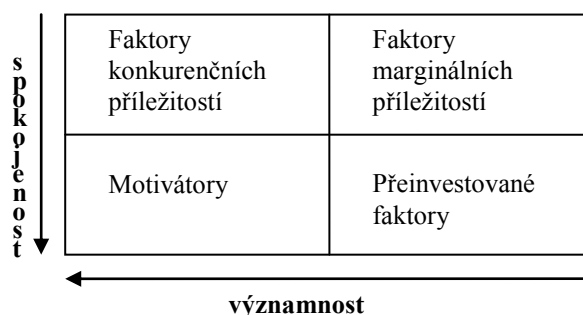 spokojenost
Faktory
konkurenčních
příležitostí
Faktory
marginálních
příležitostí
Motivátory
Přeinvestované
faktory
významnost